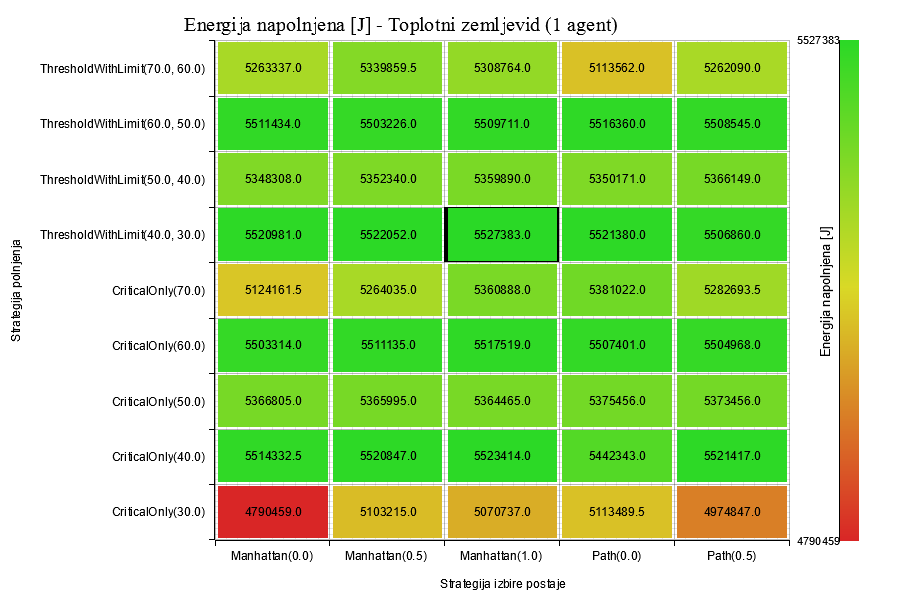 Energija napolnjena [J] - Toplotni zemljevid (1 agent)
5527383
ThresholdWithLimit(70.0, 60.0) 5263337.0 5339859.5 5308764.0 5113562.0 5262090.0
ThresholdWithLimit(60.0, 50.0) 5511434.0 5503226.0 5509711.0 5516360.0 5508545.0
ThresholdWithLimit(50.0, 40.0) 5348308.0 5352340.0 5359890.0 5350171.0 5366149.0
ThresholdWithLimit(40.0, 30.0) 5520981.0 5522052.0 5527383.0 5521380.0 5506860.0
CriticalOnly(70.0) 5124161.5 5264035.0 5360888.0 5381022.0 5282693.5
CriticalOnly(60.0) 5503314.0 5511135.0 5517519.0 5507401.0 5504968.0
CriticalOnly(50.0) 5366805.0 5365995.0 5364465.0 5375456.0 5373456.0
CriticalOnly(40.0) 5514332.5 5520847.0 5523414.0 5442343.0 5521417.0
CriticalOnly(30.0) 4790459.0 5103215.0 5070737.0 5113489.5 4974847.0
4790459
Manhattan(0.0) Manhattan(0.5) Manhattan(1.0) Path(0.0) Path(0.5)
Strategija izbire postaje
Strategija polnjenja
Energija napolnjena [J]